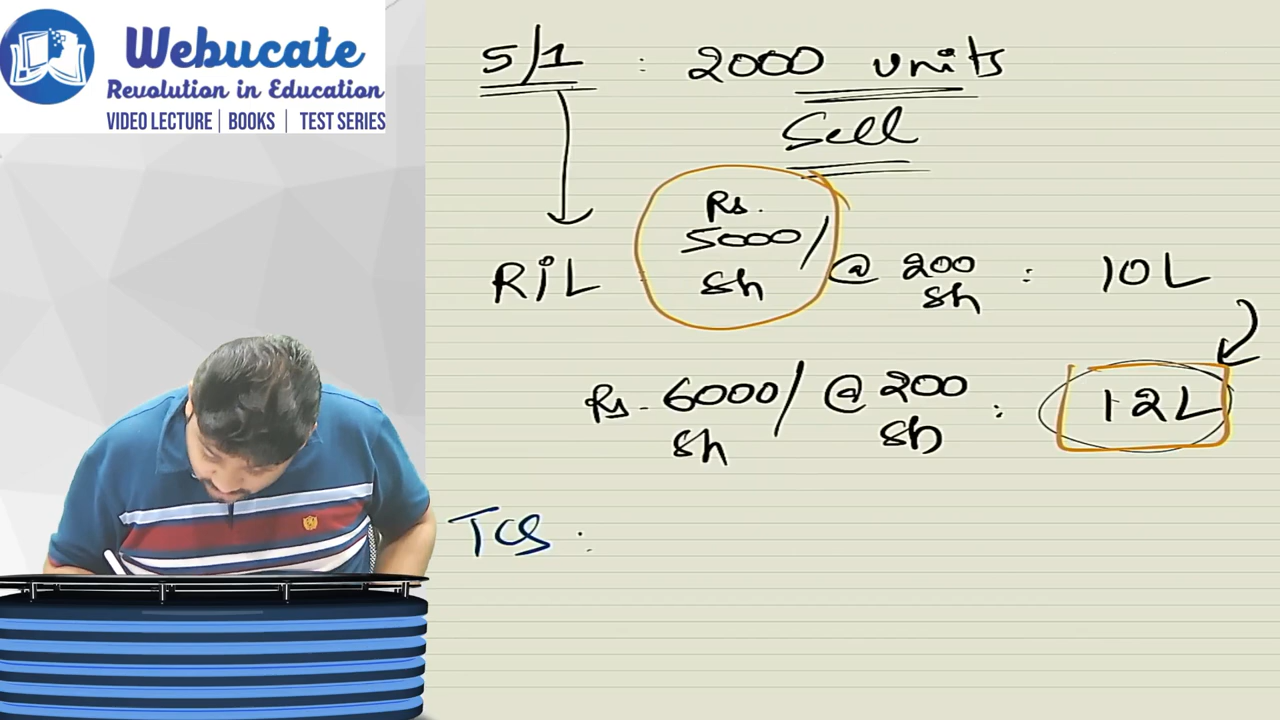 Webucate
Revolution in Education
VIDEO LECTURE | BOOKS | TEST SERIES
5/1 : 2000 units
Sell
RIL : Rs. 5000/sh @ 200 sh : 10L
Rs. 6000/sh @ 200 sh : 12L
TCS :